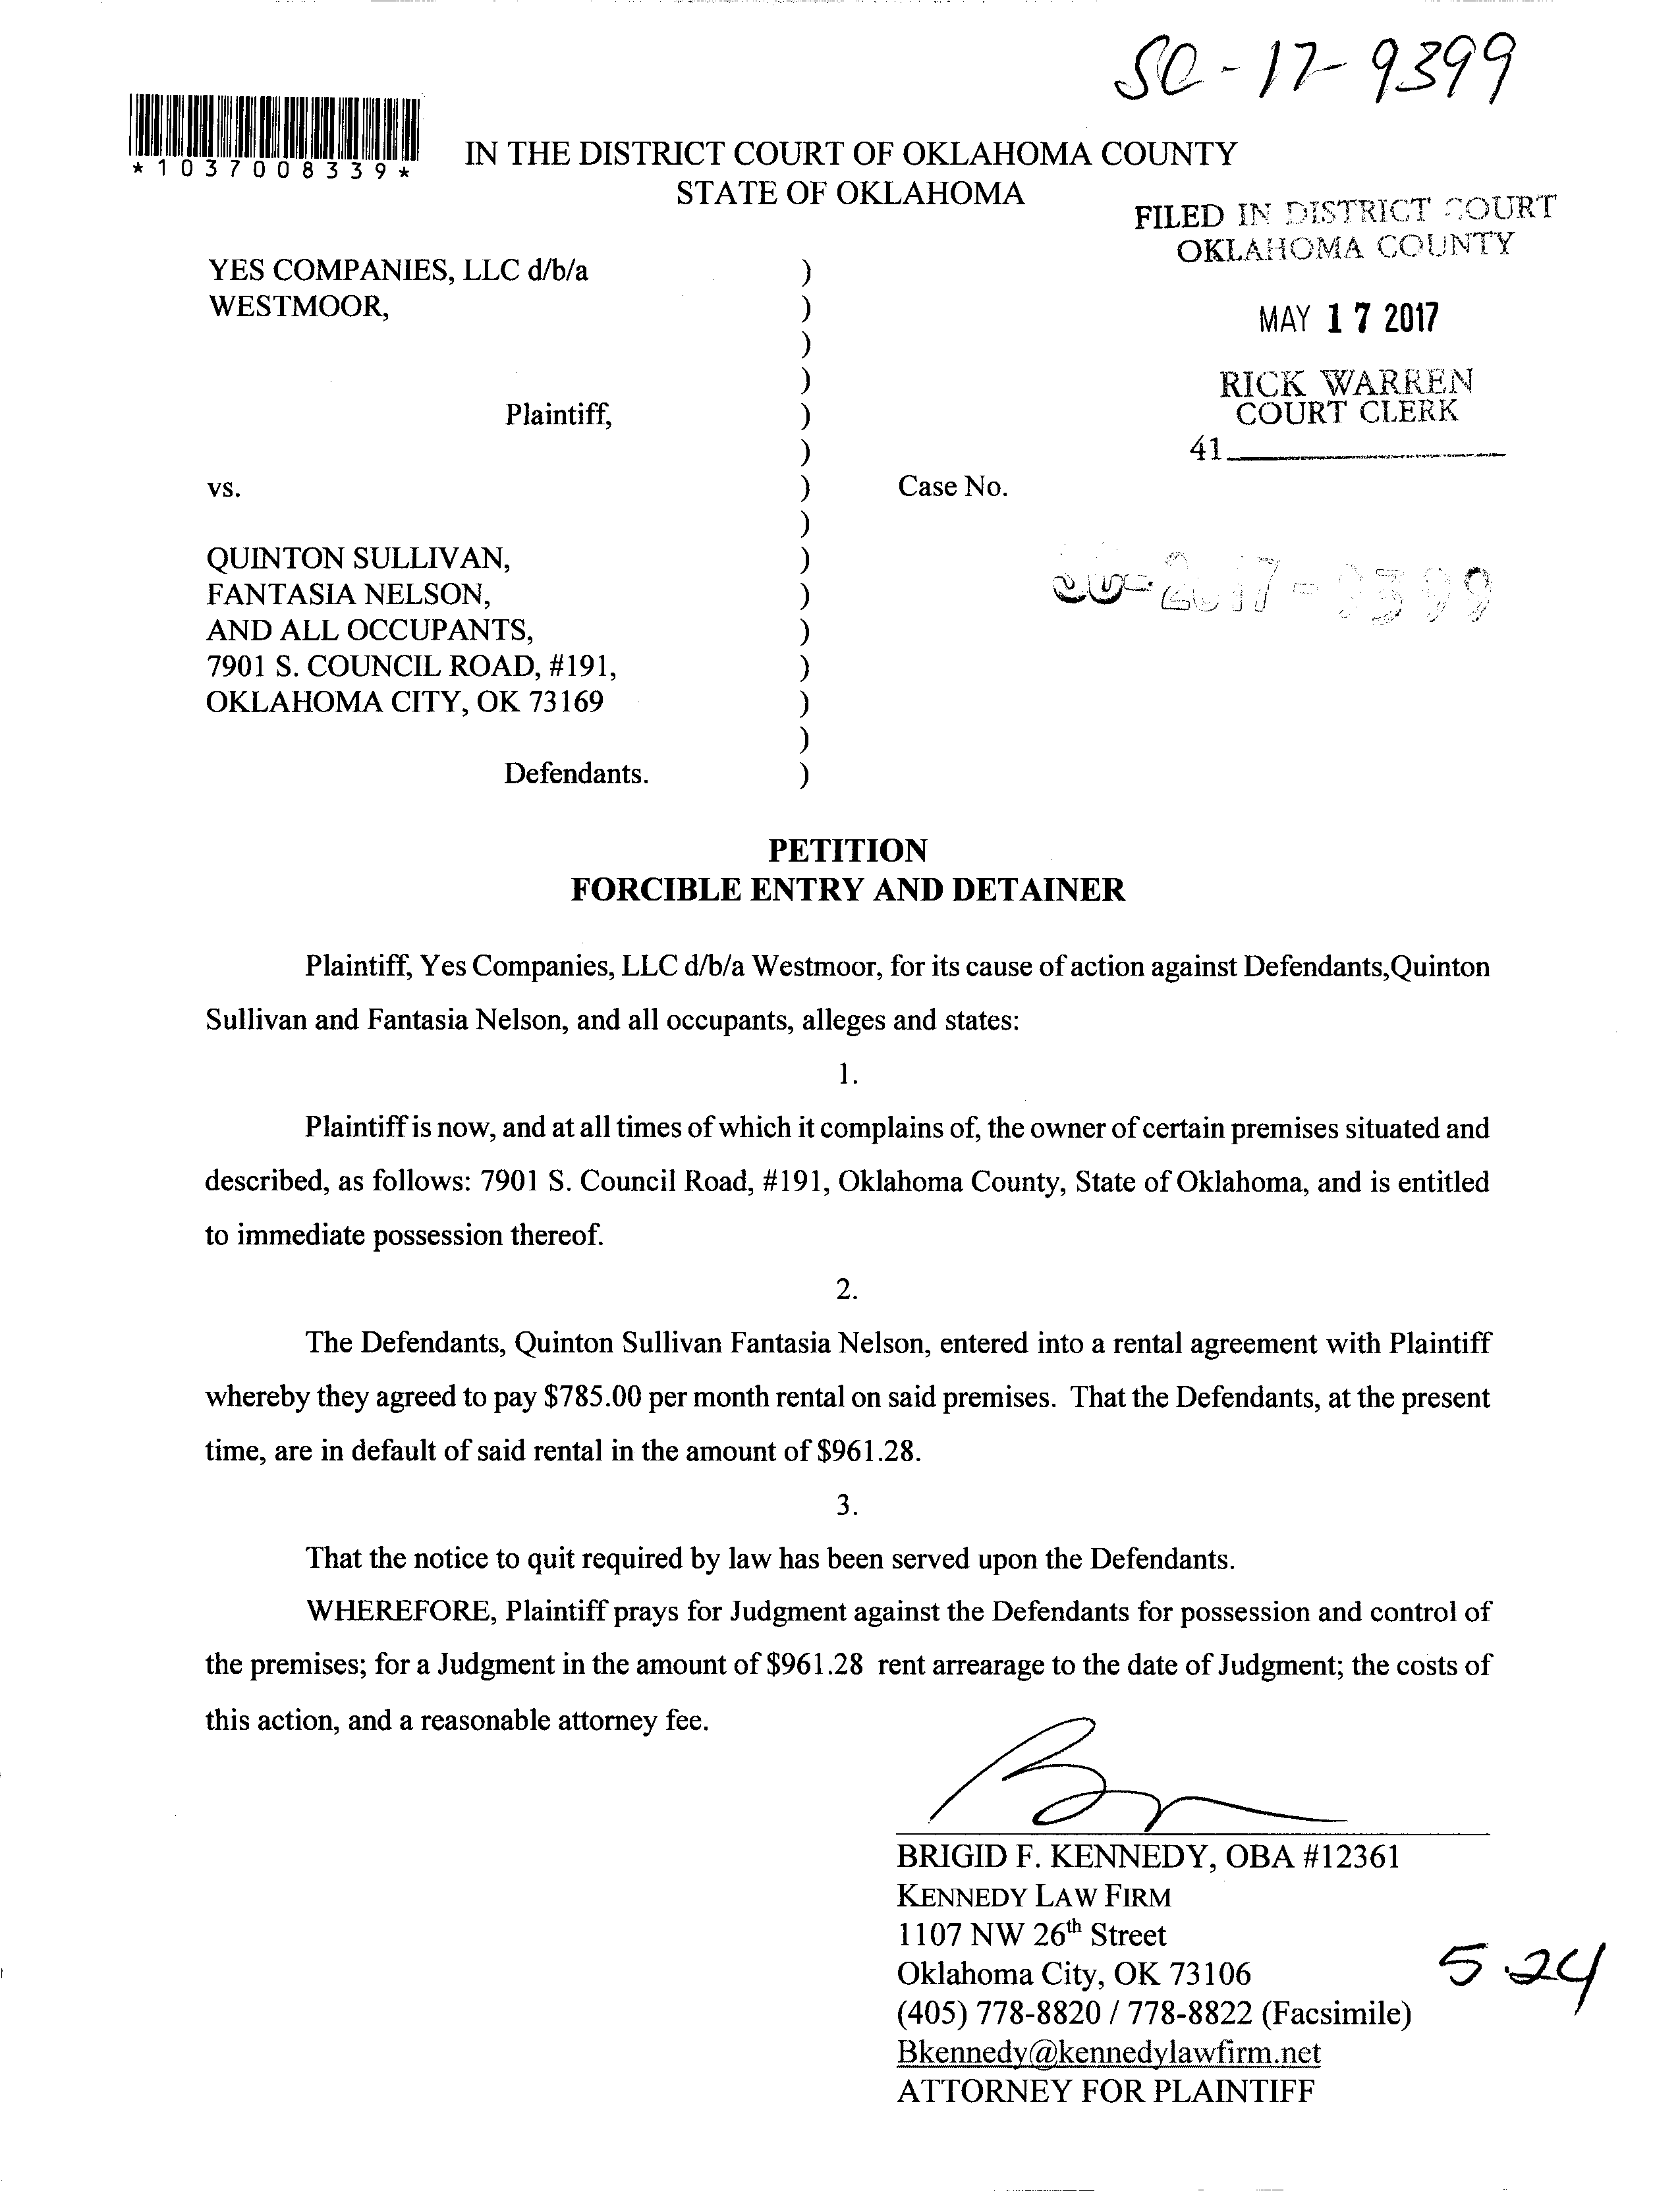 SC-17-9399
*1037008339*
IN THE DISTRICT COURT OF OKLAHOMA COUNTY
STATE OF OKLAHOMA
FILED IN DISTRICT COURT
OKLAHOMA COUNTY
MAY 17 2017
RICK WARREN
COURT CLERK
41
YES COMPANIES, LLC d/b/a )
WESTMOOR, )
)
)
Plaintiff, )
)
vs. ) Case No.
)
QUINTON SULLIVAN, )
FANTASIA NELSON, )
AND ALL OCCUPANTS, )
7901 S. COUNCIL ROAD, #191, )
OKLAHOMA CITY, OK 73169 )
)
Defendants. )
PETITION
FORCIBLE ENTRY AND DETAINER
Plaintiff, Yes Companies, LLC d/b/a Westmoor, for its cause of action against Defendants,Quinton
Sullivan and Fantasia Nelson, and all occupants, alleges and states:
1.
Plaintiff is now, and at all times of which it complains of, the owner of certain premises situated and
described, as follows: 7901 S. Council Road, #191, Oklahoma County, State of Oklahoma, and is entitled
to immediate possession thereof.
2.
The Defendants, Quinton Sullivan Fantasia Nelson, entered into a rental agreement with Plaintiff
whereby they agreed to pay $785.00 per month rental on said premises. That the Defendants, at the present
time, are in default of said rental in the amount of $961.28.
3.
That the notice to quit required by law has been served upon the Defendants.
WHEREFORE, Plaintiff prays for Judgment against the Defendants for possession and control of
the premises; for a Judgment in the amount of $961.28 rent arrearage to the date of Judgment; the costs of
this action, and a reasonable attorney fee.
BRIGID F. KENNEDY, OBA #12361
KENNEDY LAW FIRM
1107 NW 26th Street
Oklahoma City, OK 73106
(405) 778-8820 / 778-8822 (Facsimile)
Bkennedy@kennedylawfirm.net
ATTORNEY FOR PLAINTIFF
5.24